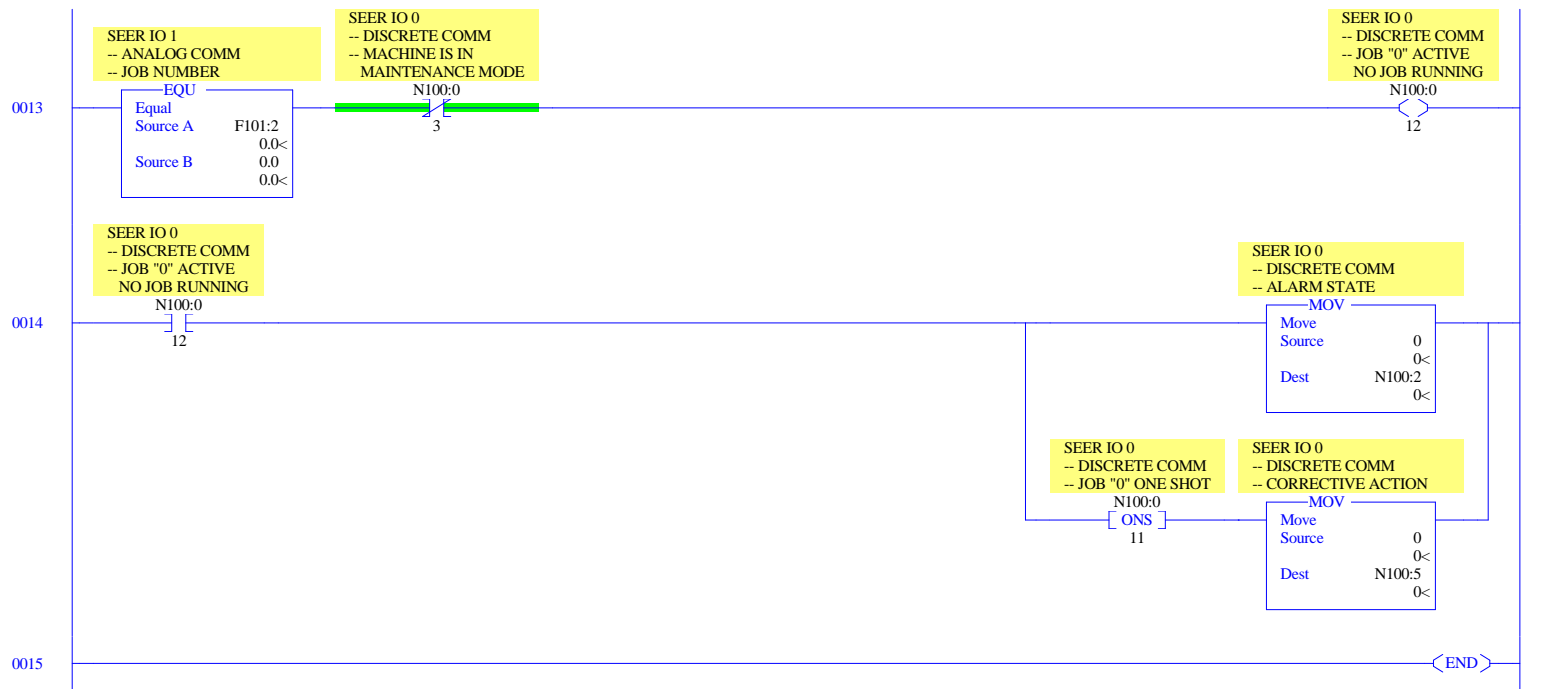 SEER IO 1
-- ANALOG COMM
-- JOB NUMBER
EQU
Equal
Source A F101:2
0.0<
Source B 0.0
0.0<
SEER IO 0
-- DISCRETE COMM
-- MACHINE IS IN
MAINTENANCE MODE
N100:0
3
SEER IO 0
-- DISCRETE COMM
-- JOB "0" ACTIVE
NO JOB RUNNING
N100:0
12
0013
SEER IO 0
-- DISCRETE COMM
-- JOB "0" ACTIVE
NO JOB RUNNING
N100:0
12
0014
SEER IO 0
-- DISCRETE COMM
-- ALARM STATE
MOV
Move
Source 0
0<
Dest N100:2
0<
SEER IO 0
-- DISCRETE COMM
-- JOB "0" ONE SHOT
N100:0
ONS
11
SEER IO 0
-- DISCRETE COMM
-- CORRECTIVE ACTION
MOV
Move
Source 0
0<
Dest N100:5
0<
0015
END